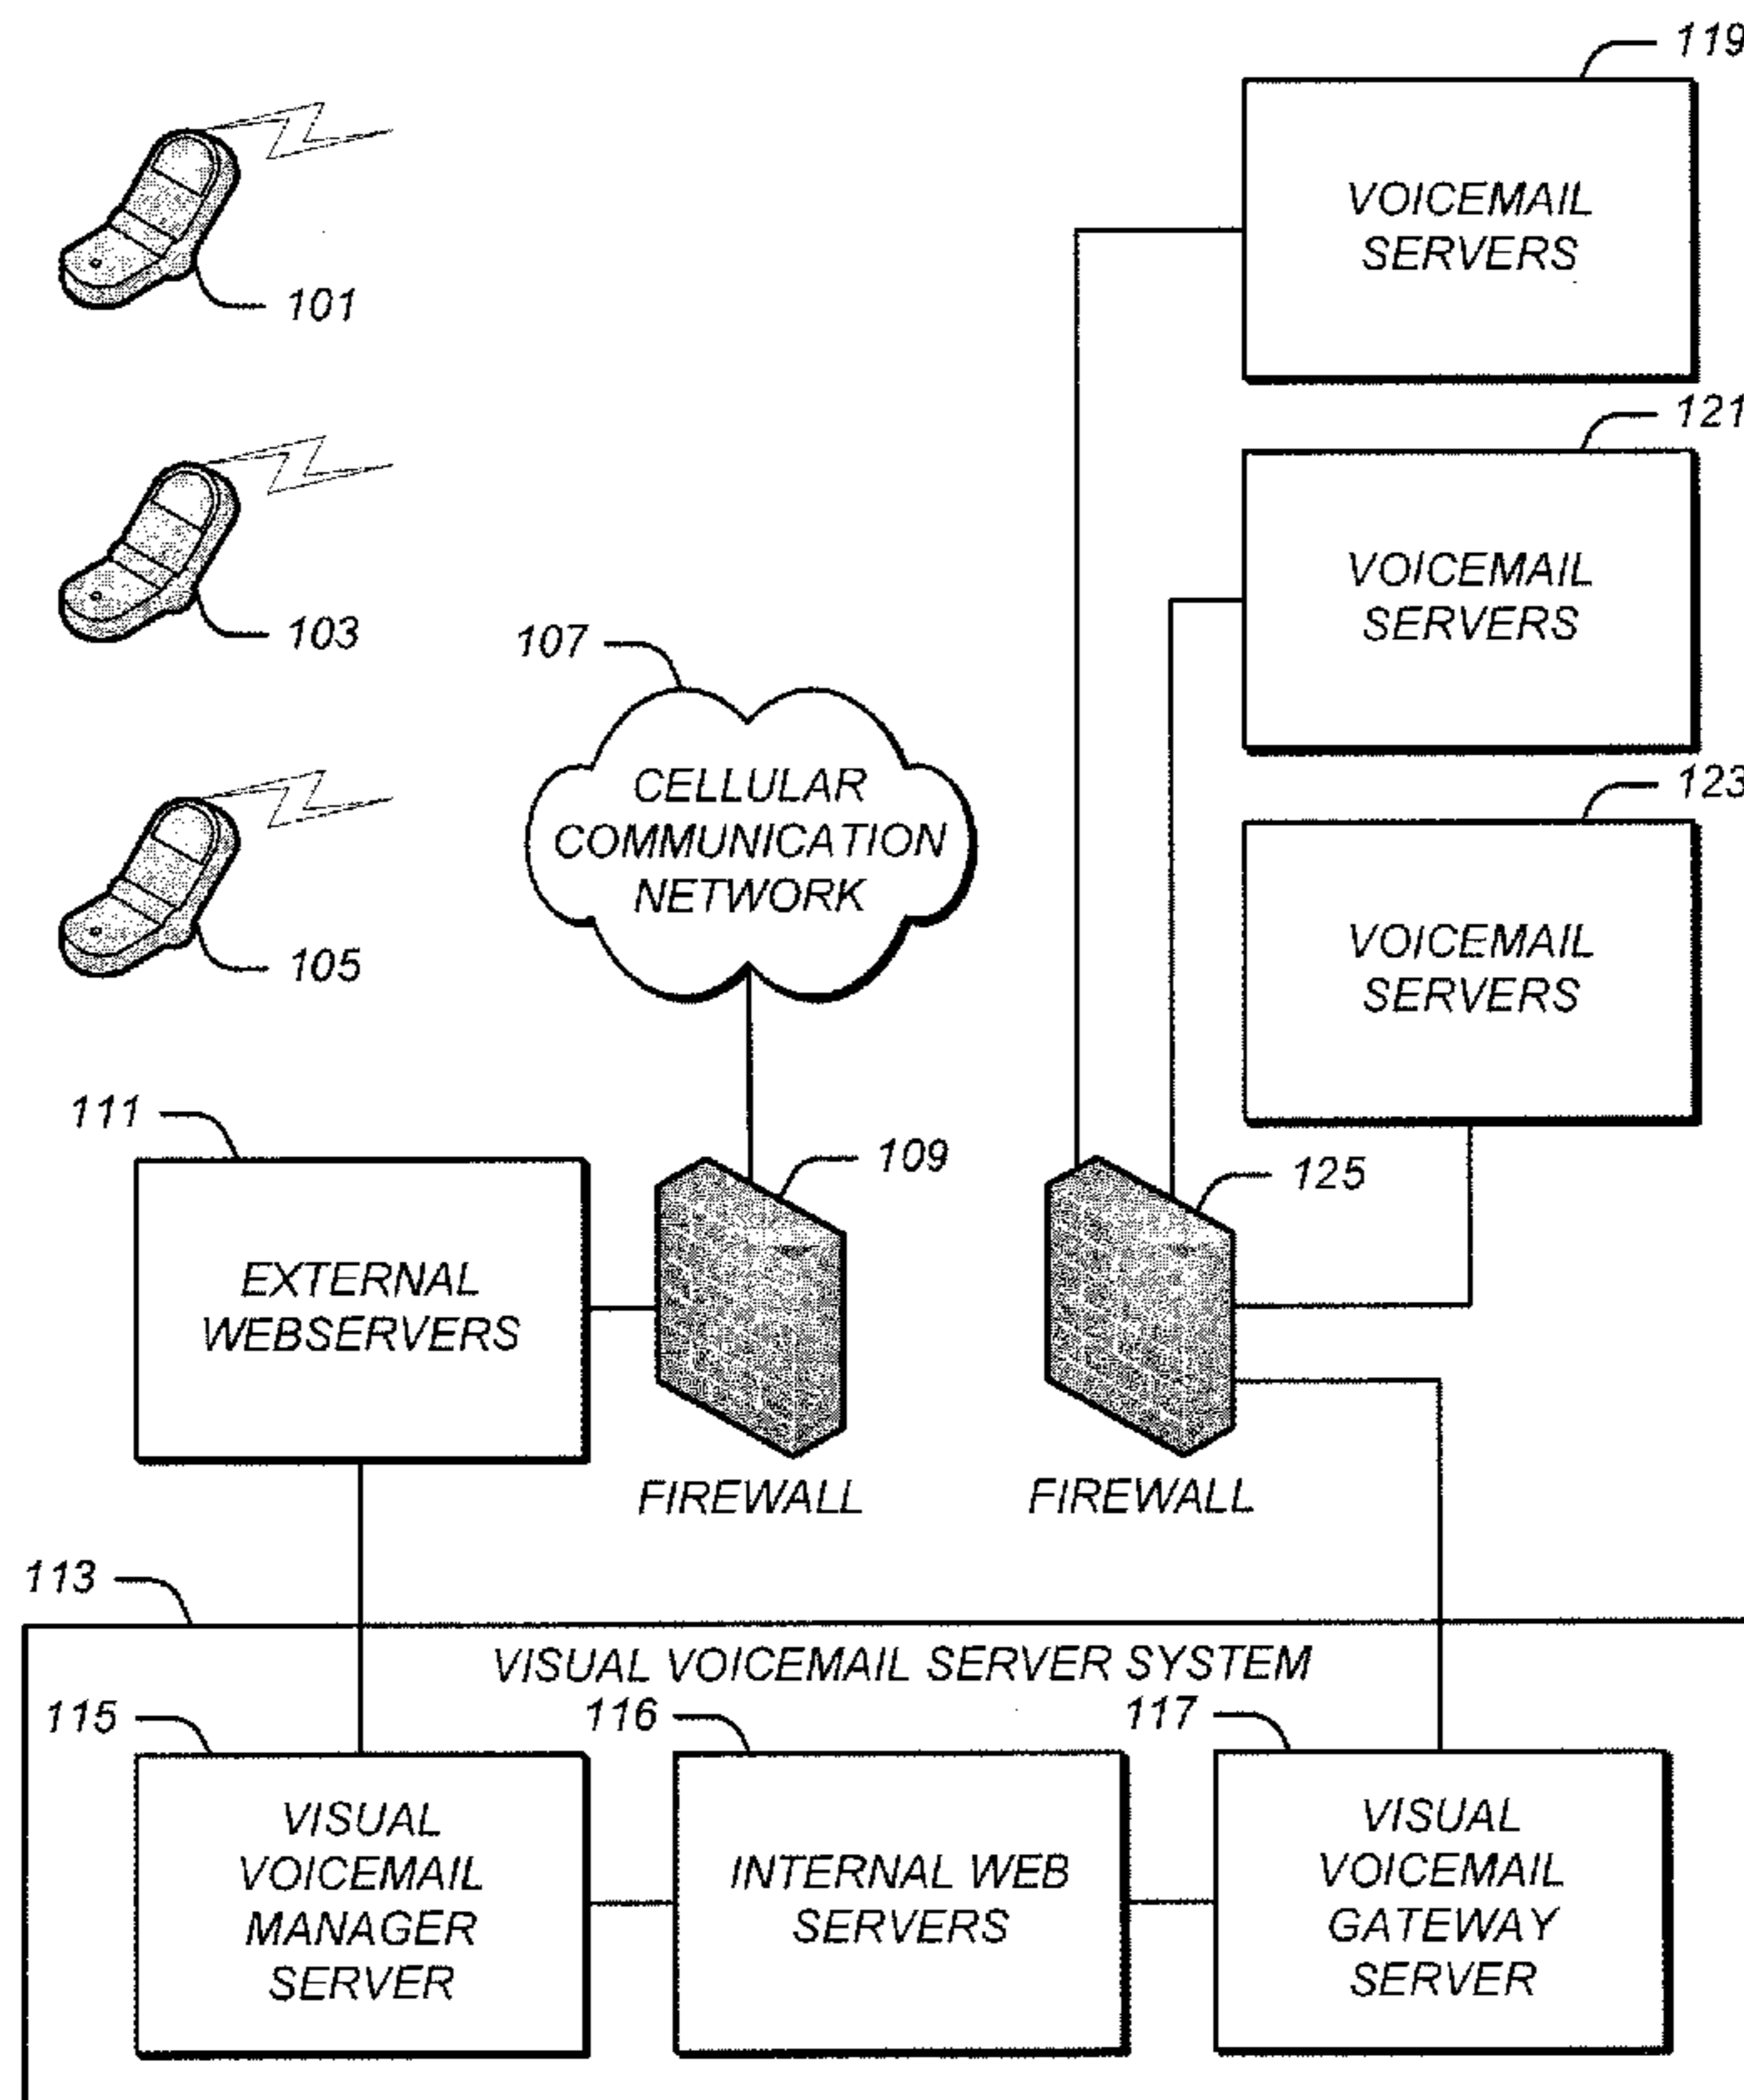 119
VOICEMAIL
SERVERS
101
121
VOICEMAIL
SERVERS
103
107
CELLULAR
COMMUNICATION
NETWORK
123
VOICEMAIL
SERVERS
105
111
EXTERNAL
WEBSERVERS
109
FIREWALL
125
FIREWALL
113
VISUAL VOICEMAIL SERVER SYSTEM
115
VISUAL
VOICEMAIL
MANAGER
SERVER
116
INTERNAL WEB
SERVERS
117
VISUAL
VOICEMAIL
GATEWAY
SERVER